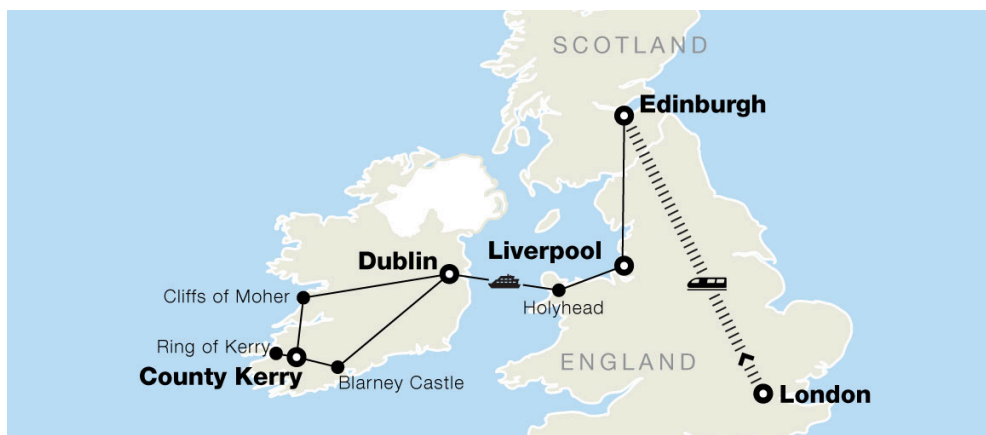 SCOTLAND
Edinburgh
Liverpool
Dublin
Cliffs of Moher
Holyhead
Ring of Kerry
County Kerry
Blarney Castle
ENGLAND
London